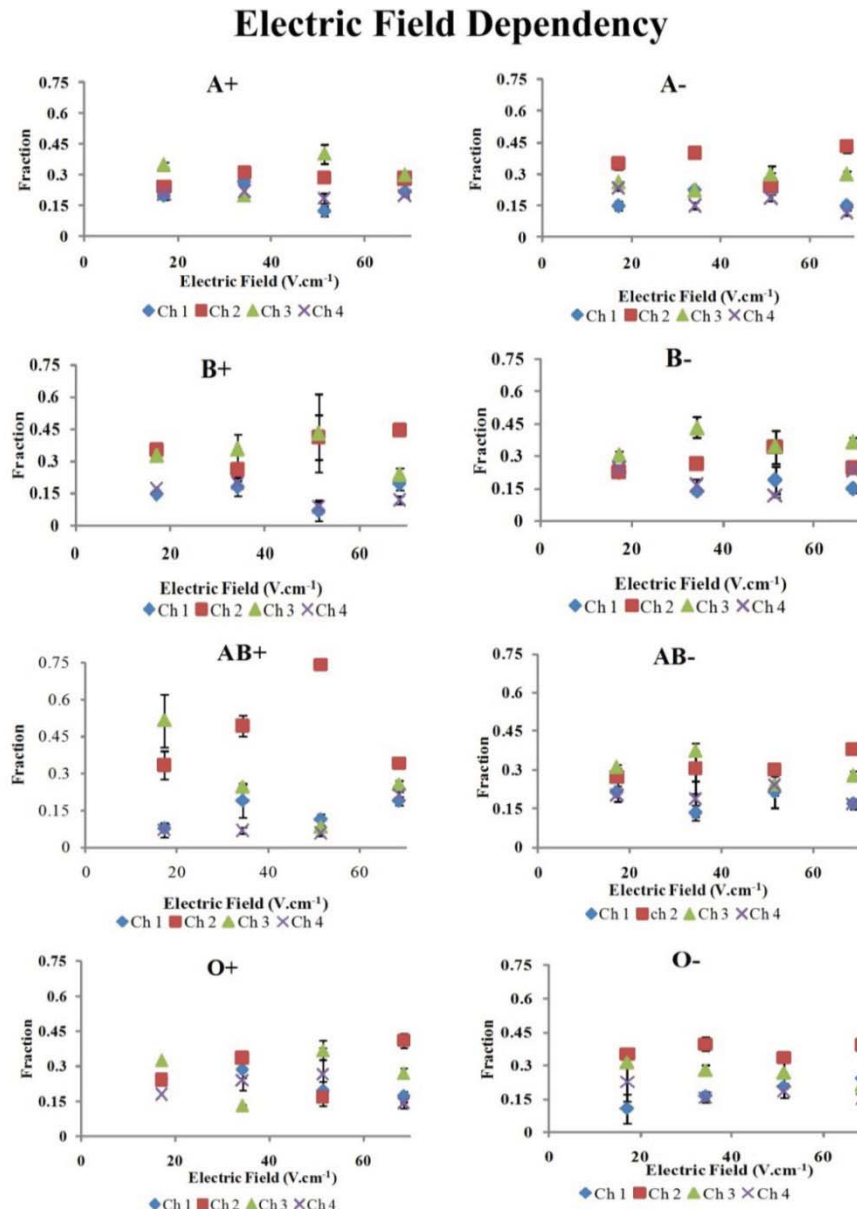 Electric Field Dependency
A+
0.75
0.6
0.45
0.3
0.15
0
Fraction
0 20 40 60
Electric Field (V.cm-1)
Ch 1 Ch 2 Ch 3 Ch 4
A-
0.75
0.6
0.45
0.3
0.15
0
Fraction
0 20 40 60
Electric Field (V.cm-1)
Ch 1 Ch 2 Ch 3 Ch 4
B+
0.75
0.6
0.45
0.3
0.15
0
Fraction
0 20 40 60
Electric Field (V.cm-1)
Ch 1 Ch 2 Ch 3 Ch 4
B-
0.75
0.6
0.45
0.3
0.15
0
Fraction
0 20 40 60
Electric Field (V.cm-1)
Ch 1 Ch 2 Ch 3 Ch 4
AB+
0.75
0.6
0.45
0.3
0.15
0
Fraction
0 20 40 60
Electric Field (V.cm-1)
Ch 1 Ch 2 Ch 3 Ch 4
AB-
0.75
0.6
0.45
0.3
0.15
0
Fraction
0 20 40 60
Electric Field (V.cm-1)
Ch 1 ch 2 Ch 3 Ch 4
O+
0.75
0.6
0.45
0.3
0.15
0
Fraction
0 20 40 60
Electric Field (V.cm-1)
Ch 1 Ch 2 Ch 3 Ch 4
O-
0.75
0.6
0.45
0.3
0.15
0
Fraction
0 20 40 60
Electric Field (V.cm-1)
Ch 1 Ch 2 Ch 3 Ch 4